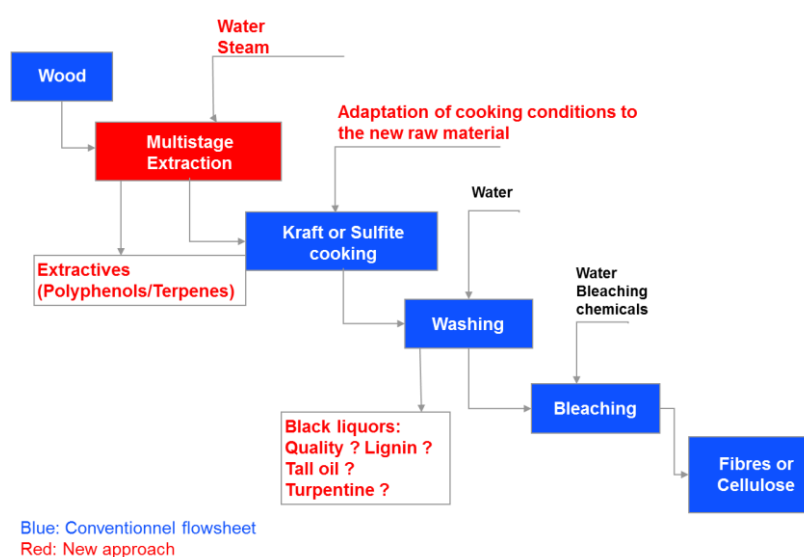 Water
Steam
Wood
Adaptation of cooking conditions to
the new raw material
Multistage
Extraction
Water
Kraft or Sulfite
cooking
Extractives
(Polyphenols/Terpenes)
Water
Bleaching
chemicals
Washing
Bleaching
Black liquors:
Quality ? Lignin ?
Tall oil ?
Turpentine ?
Fibres or
Cellulose
Blue: Conventionnel flowsheet
Red: New approach